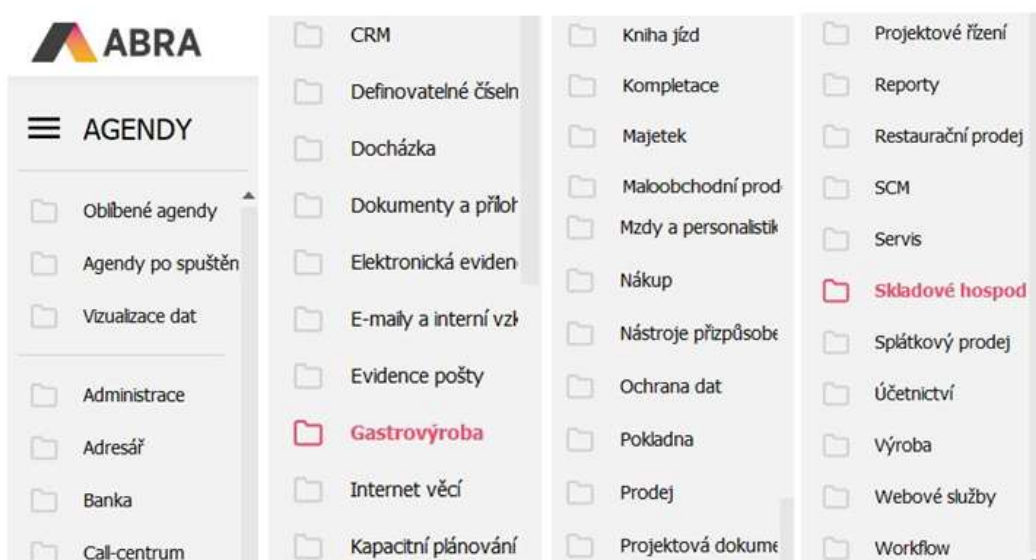 ABRA
AGENDY
Oblíbené agendy
Agendy po spuštěn
Vizualizace dat
Administrace
Adresář
Banka
Call-centrum
CRM
Definovatelné číseln
Docházka
Dokumenty a příloh
Elektronická eviden
E-maily a interní vzk
Evidence pošty
Gastrovýroba
Internet věcí
Kapacitní plánování
Kniha jízd
Kompletace
Majetek
Maloobchodní prod
Mzdy a personalistik
Nákup
Nástroje přizpůsobe
Ochrana dat
Pokladna
Prodej
Projektová dokume
Projektové řízení
Reporty
Restaurační prodej
SCM
Servis
Skladové hospod
Splátkový prodej
Účetnictví
Výroba
Webové služby
Workflow